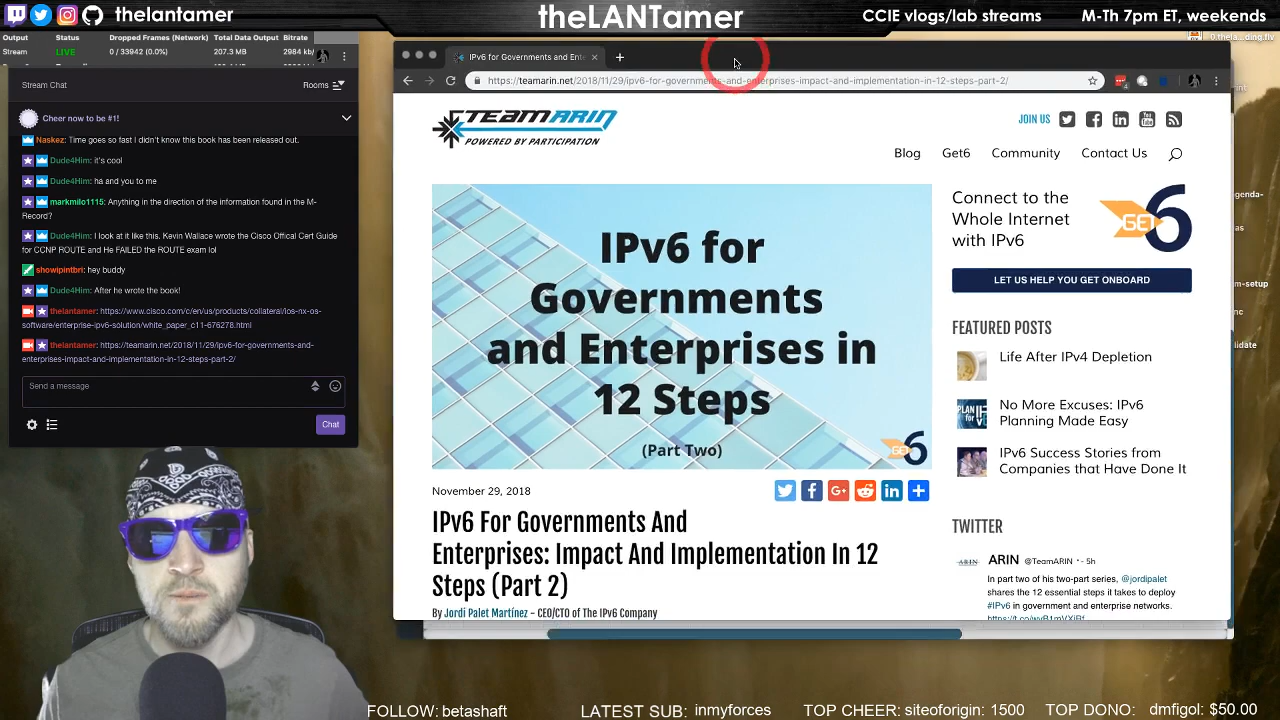 thelantamer
theLANTamer
CCIE vlogs/lab streams
M-Th 7pm ET, weekends
Output
Status
Dropped Frames (Network)
Total Data Output
Bitrate
Stream
LIVE
0 / 33942 (0.0%)
207.3 MB
2984 kb/
Stream Chat
Rooms
Cheer now to be #1!
Naskez: Time goes so fast I didn't know this book has been released out.
Dude4Him: it's cool
Dude4Him: ha and you to me
markmilo1115: Anything in the direction of the information found in the M-
Record?
Dude4Him: I look at it like this. Kevin Wallace wrote the Cisco Offical Cert Guide
for CCNP ROUTE and He FAILED the ROUTE exam lol
showipintbri: hey buddy
Dude4Him: After he wrote the book!
thelantamer: https://www.cisco.com/c/en/us/products/collateral/ios-nx-os-
software/enterprise-ipv6-solution/white_paper_c11-676278.html
thelantamer: https://teamarin.net/2018/11/29/ipv6-for-governments-and-
enterprises-impact-and-implementation-in-12-steps-part-2/
Send a message
Chat
IPv6 for Governments and Ent
https://teamarin.net/2018/11/29/ipv6-for-governments-and-enterprises-impact-and-implementation-in-12-steps-part-2/
TEAMARIN
POWERED BY PARTICIPATION
JOIN US
Blog
Get6
Community
Contact Us
IPv6 for
Governments
and Enterprises in
12 Steps
(Part Two)
GET 6
November 29, 2018
IPv6 For Governments And
Enterprises: Impact And Implementation In 12
Steps (Part 2)
By Jordi Palet Martínez – CEO/CTO of The IPv6 Company
Connect to the
Whole Internet
with IPv6
GET 6
LET US HELP YOU GET ONBOARD
FEATURED POSTS
Life After IPv4 Depletion
No More Excuses: IPv6
Planning Made Easy
IPv6 Success Stories from
Companies that Have Done It
TWITTER
ARIN @TeamARIN · 5h
In part two of his two-part series, @jordipalet
shares the 12 essential steps it takes to deploy
#IPv6 in government and enterprise networks.
FOLLOW: betashaft
LATEST SUB: inmyforces
TOP CHEER: siteoforigin: 1500
TOP DONO: dmfigol: $50.00